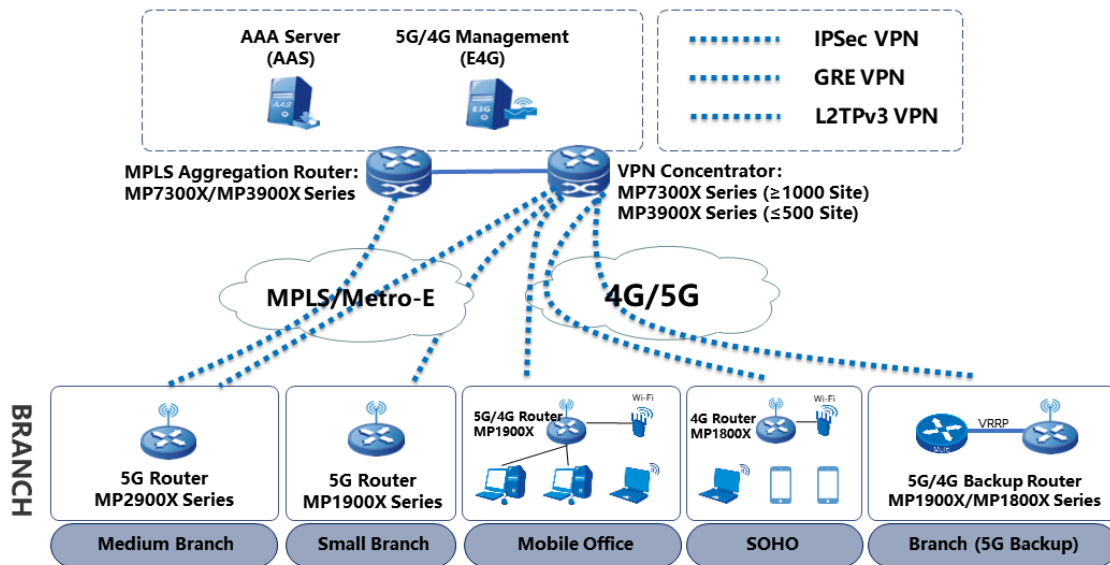 AAA Server
(AAS)
5G/4G Management
(E4G)
IPSec VPN
GRE VPN
L2TPv3 VPN
AAS
E3G
MPLS Aggregation Router:
MP7300X/MP3900X Series
VPN Concentrator:
MP7300X Series (≥1000 Site)
MP3900X Series (≤500 Site)
MPLS/Metro-E
4G/5G
BRANCH
5G Router
MP2900X Series
Medium Branch
5G Router
MP1900X Series
Small Branch
5G/4G Router
MP1900X
Wi-Fi
Mobile Office
4G Router
MP1800X
Wi-Fi
SOHO
VRRP
5G/4G Backup Router
MP1900X/MP1800X Series
Branch (5G Backup)